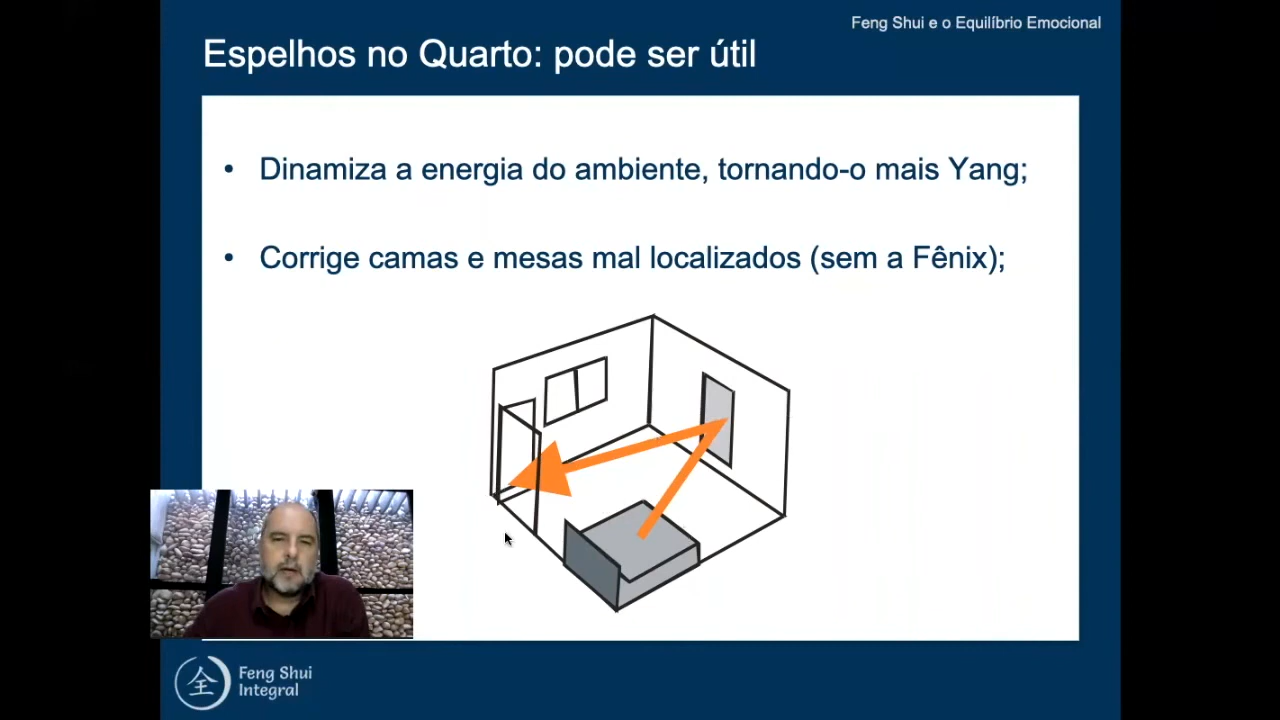 Feng Shui e o Equilíbrio Emocional
Espelhos no Quarto: pode ser útil
• Dinamiza a energia do ambiente, tornando-o mais Yang;
• Corrige camas e mesas mal localizados (sem a Fênix);
全
Feng Shui
Integral